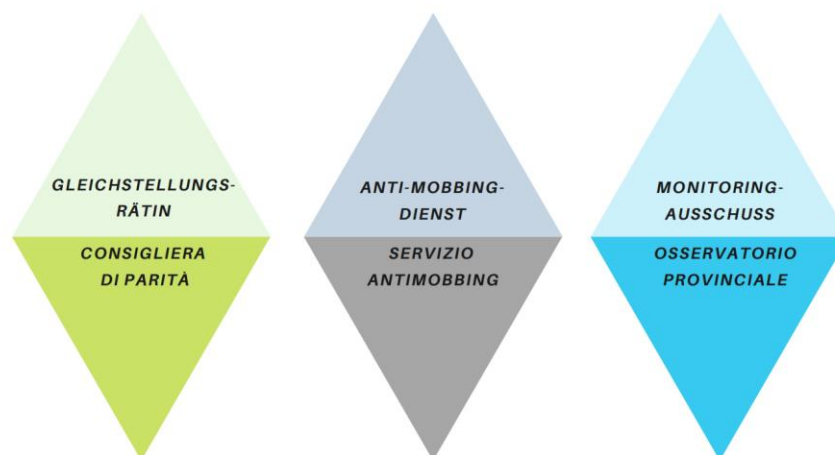 GLEICHSTELLUNGS-
RÄTIN
CONSIGLIERA
DI PARITÀ
ANTI-MOBBING-
DIENST
SERVIZIO
ANTIMOBBING
MONITORING-
AUSSCHUSS
OSSERVATORIO
PROVINCIALE